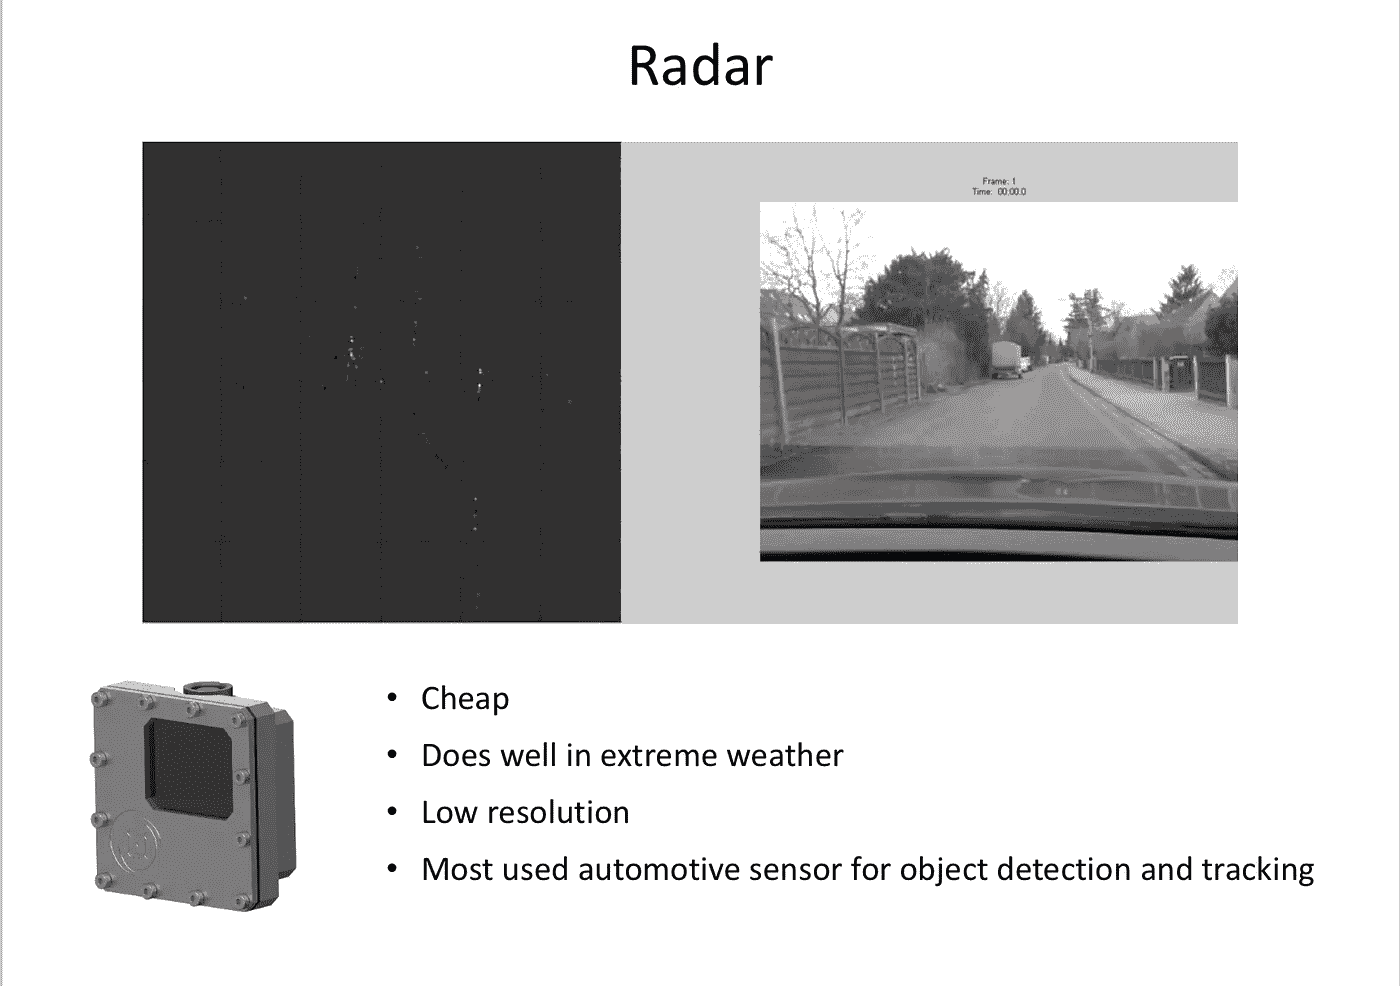 Radar
Frame: 1
Time: 00:00.0
• Cheap
• Does well in extreme weather
• Low resolution
• Most used automotive sensor for object detection and tracking